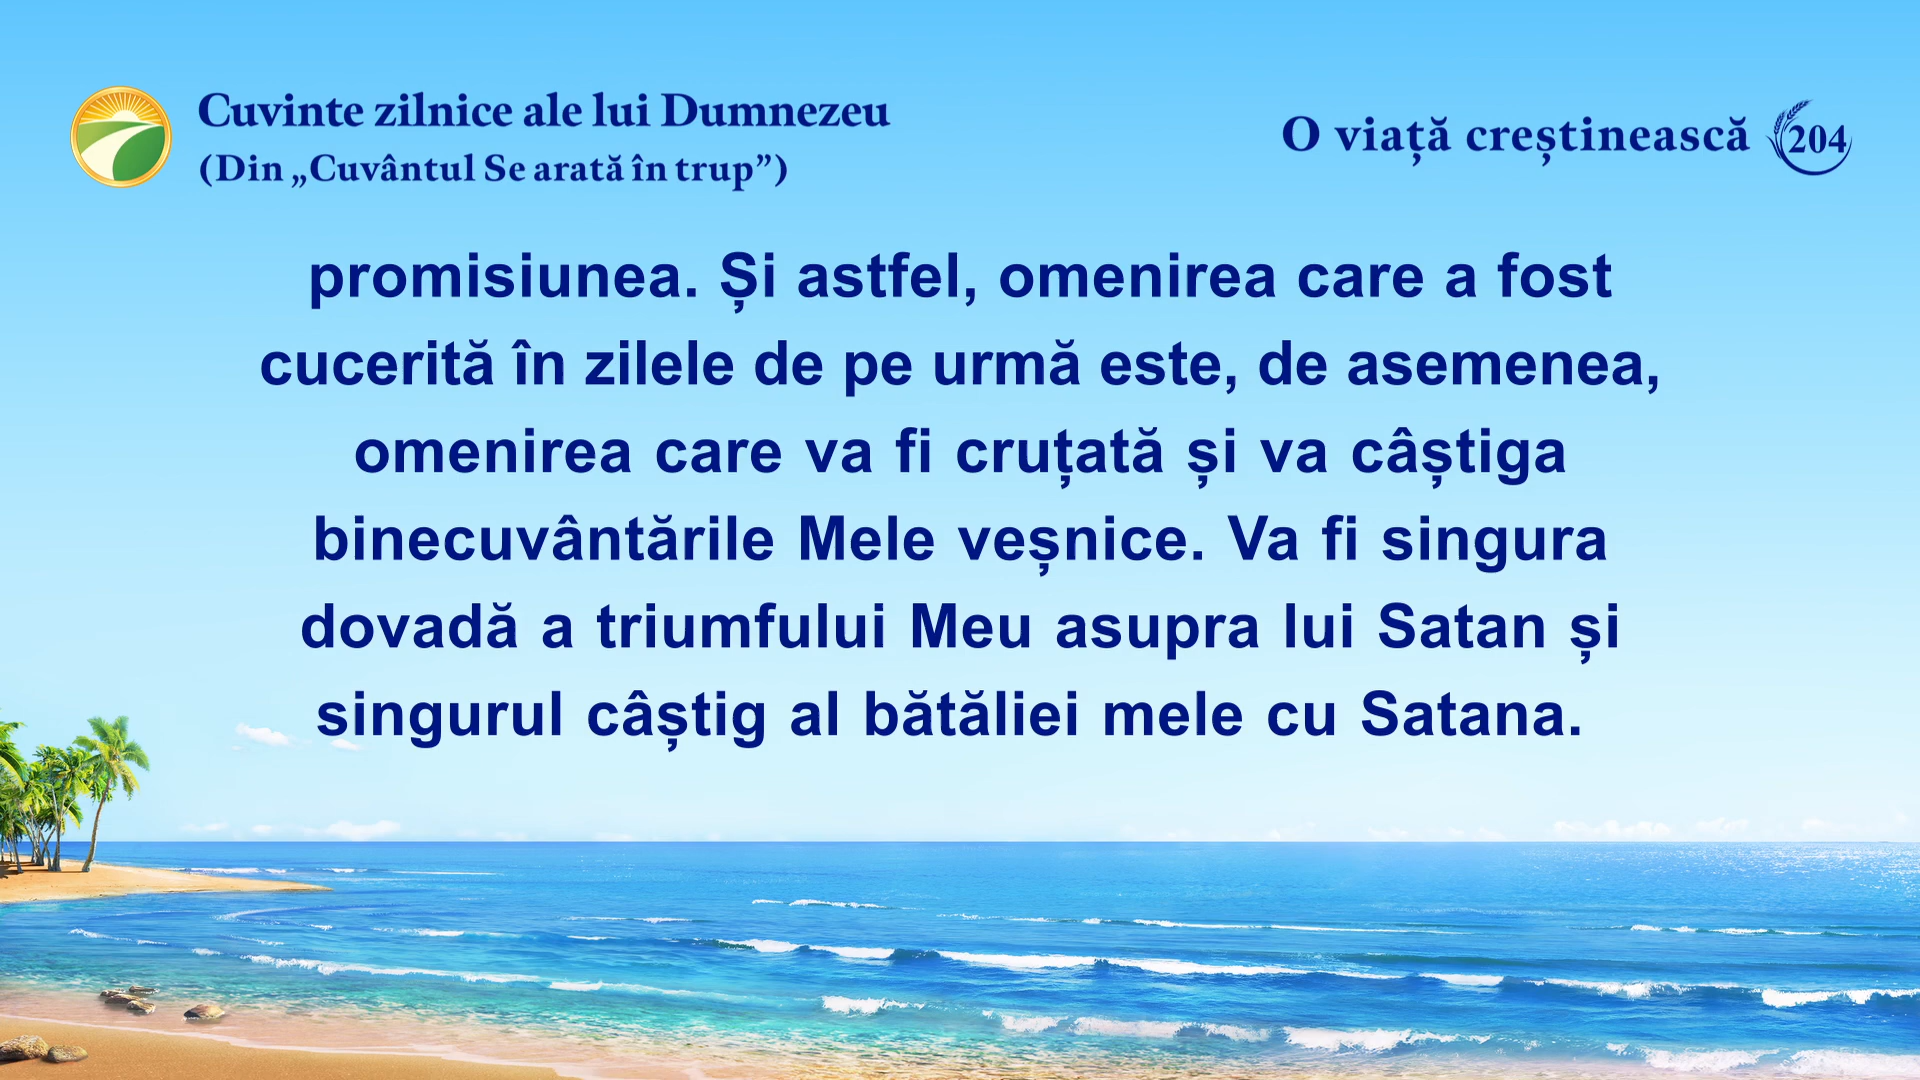 Cuvinte zilnice ale lui Dumnezeu
(Din „Cuvântul Se arată în trup”)
O viață creștinească 204
promisiunea. Și astfel, omenirea care a fost
cucerită în zilele de pe urmă este, de asemenea,
omenirea care va fi cruțată și va câștiga
binecuvântările Mele veșnice. Va fi singura
dovadă a triumfului Meu asupra lui Satan și
singurul câștig al bătăliei mele cu Satana.